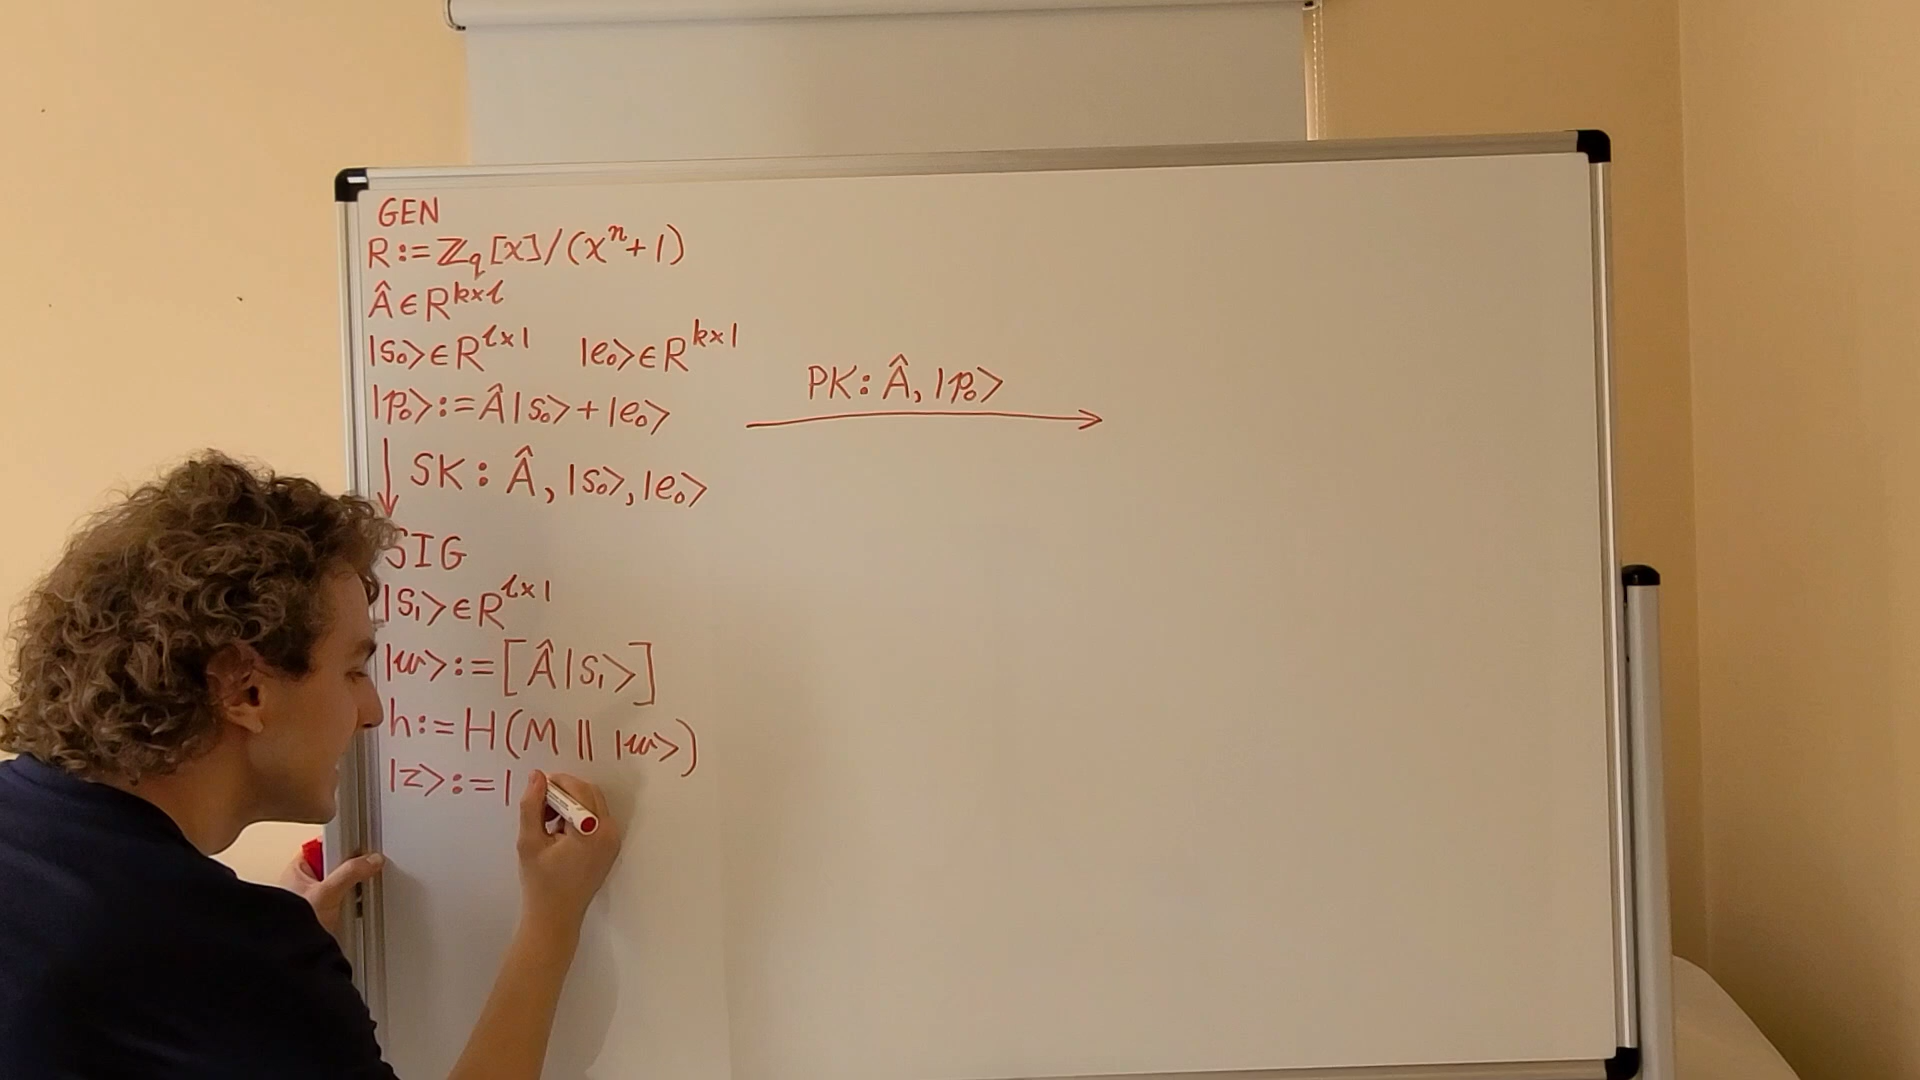 GEN
R:=ℤq[x]/(xⁿ+1)
Â∈R^{k×l}
|s₀⟩∈R^{l×1} |e₀⟩∈R^{k×1}
|p₀⟩:=Â|s₀⟩+|e₀⟩
PK: Â, |p₀⟩
SK: Â, |s₀⟩, |e₀⟩
SIG
|s₁⟩∈R^{l×1}
|w⟩:=[Â|s₁⟩]
h:=H(M || |w⟩)
|z⟩:=|